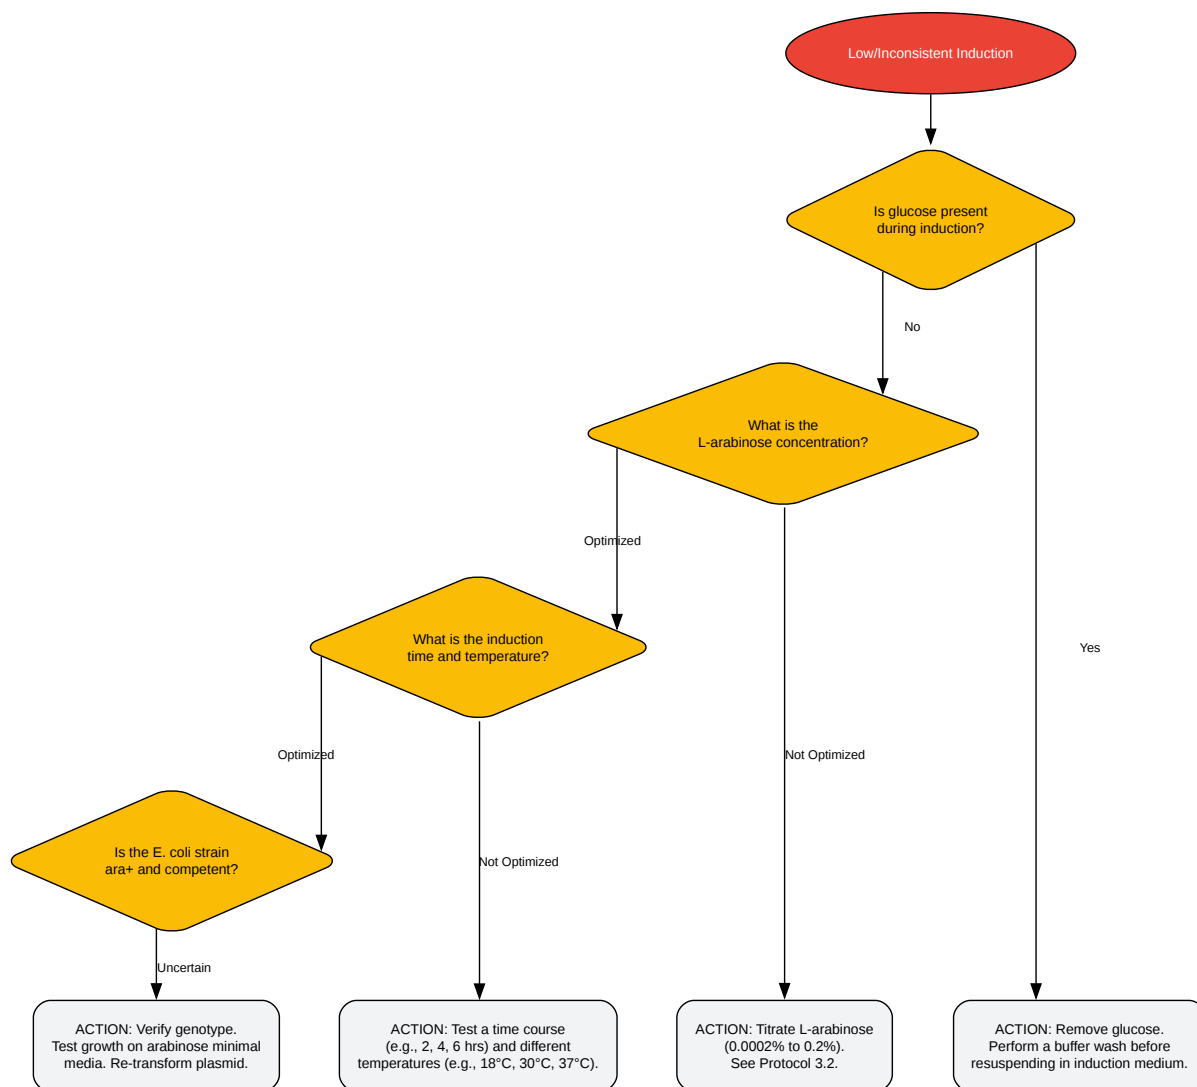 Low/Inconsistent Induction
Is glucose present
during induction?
No
What is the
L-arabinose concentration?
Optimized
What is the induction
time and temperature?
Yes
Optimized
Not Optimized
Is the E. coli strain
ara+ and competent?
Not Optimized
Uncertain
ACTION: Verify genotype.
Test growth on arabinose minimal
media. Re-transform plasmid.
ACTION: Test a time course
(e.g., 2, 4, 6 hrs) and different
temperatures (e.g., 18°C, 30°C, 37°C).
ACTION: Titrate L-arabinose
(0.0002% to 0.2%).
See Protocol 3.2.
ACTION: Remove glucose.
Perform a buffer wash before
resuspending in induction medium.